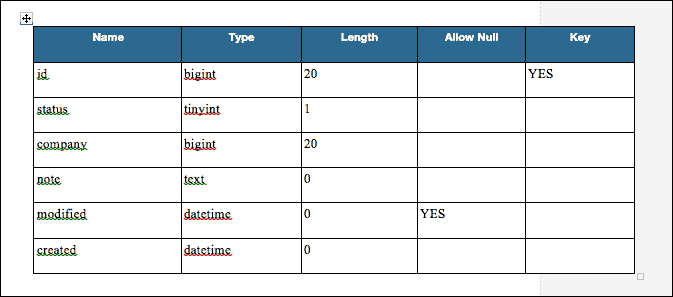 Name Type Length Allow Null Key
id bigint 20 YES
status tinyint 1
company bigint 20
note text 0
modified datetime 0 YES
created datetime 0